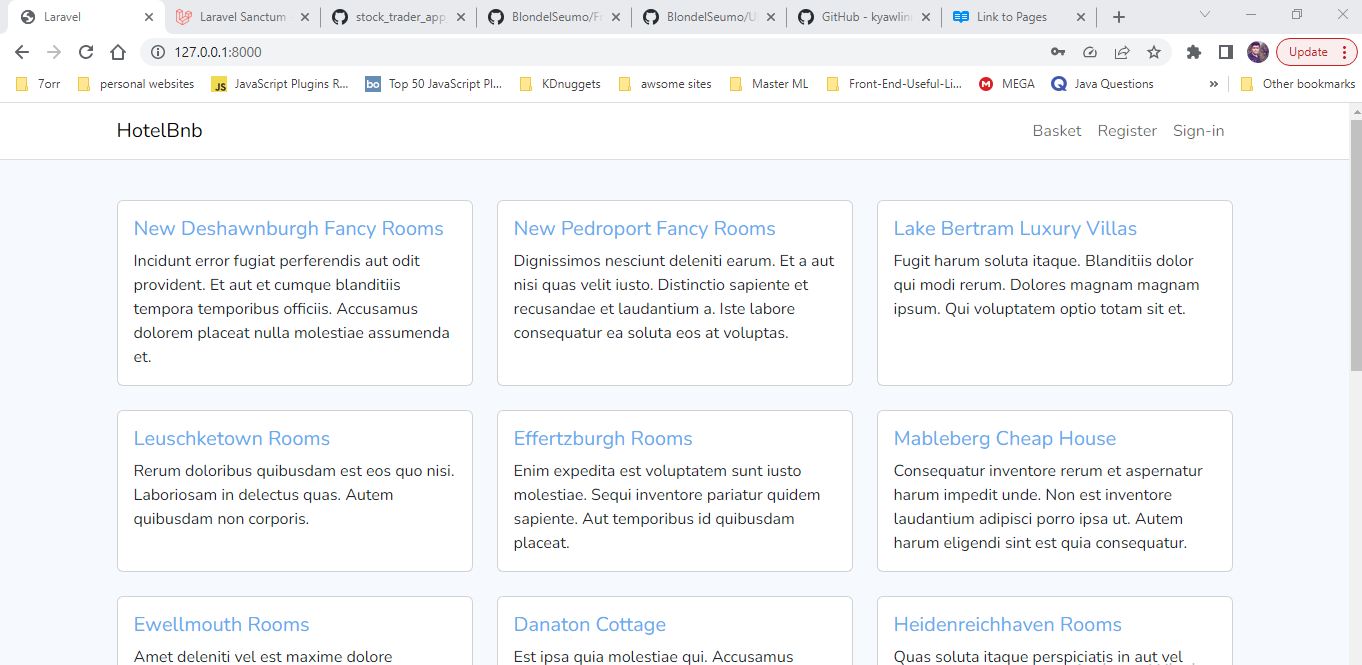 Laravel
Laravel Sanctum
stock_trader_app
BlondelSeumo/F
BlondelSeumo/U
GitHub - kyawlin
Link to Pages
127.0.0.1:8000
Update
7orr
personal websites
JS
JavaScript Plugins R...
bo
Top 50 JavaScript Pl...
KDnuggets
awsome sites
Master ML
Front-End-Useful-Li...
MEGA
Java Questions
»
Other bookmarks
HotelBnb
Basket Register Sign-in
New Deshawnburgh Fancy Rooms
Incidunt error fugiat perferendis aut odit
provident. Et aut et cumque blanditiis
tempora temporibus officiis. Accusamus
dolorem placeat nulla molestiae assumenda
et.
New Pedroport Fancy Rooms
Dignissimos nesciunt deleniti earum. Et a aut
nisi quas velit iusto. Distinctio sapiente et
recusandae et laudantium a. Iste labore
consequatur ea soluta eos at voluptas.
Lake Bertram Luxury Villas
Fugit harum soluta itaque. Blanditiis dolor
qui modi rerum. Dolores magnam magnam
ipsum. Qui voluptatem optio totam sit et.
Leuschketown Rooms
Rerum doloribus quibusdam est eos quo nisi.
Laboriosam in delectus quas. Autem
quibusdam non corporis.
Effertzburgh Rooms
Enim expedita est voluptatem sunt iusto
molestiae. Sequi inventore pariatur quidem
sapiente. Aut temporibus id quibusdam
placeat.
Mableberg Cheap House
Consequatur inventore rerum et aspernatur
harum impedit unde. Non est inventore
laudantium adipisci porro ipsa ut. Autem
harum eligendi sint est quia consequatur.
Ewellmouth Rooms
Amet deleniti vel est maxime dolore
Danaton Cottage
Est ipsa quia molestiae qui. Accusamus
Heidenreichhaven Rooms
Quas soluta itaque perspiciatis in aut vel